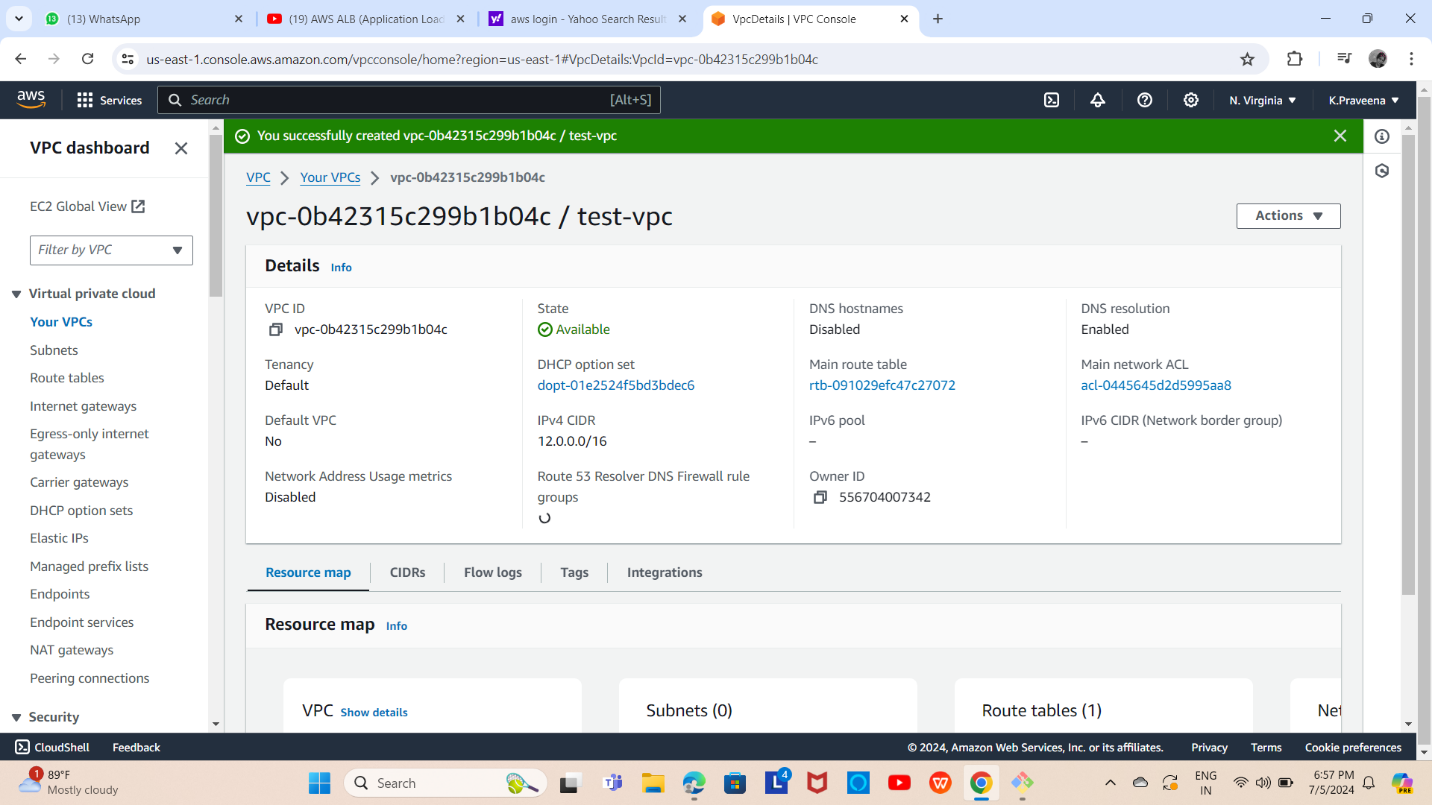 13
(13) WhatsApp
(19) AWS ALB (Application Load
aws login - Yahoo Search Result
VpcDetails | VPC Console
us-east-1.console.aws.amazon.com/vpcconsole/home?region=us-east-1#VpcDetails:VpcId=vpc-0b42315c299b1b04c
aws
Services
Search
[Alt+S]
N. Virginia
K.Praveena
VPC dashboard
You successfully created vpc-0b42315c299b1b04c / test-vpc
EC2 Global View
Filter by VPC
Virtual private cloud
Your VPCs
Subnets
Route tables
Internet gateways
Egress-only internet
gateways
Carrier gateways
DHCP option sets
Elastic IPs
Managed prefix lists
Endpoints
Endpoint services
NAT gateways
Peering connections
Security
VPC
Your VPCs
vpc-0b42315c299b1b04c
vpc-0b42315c299b1b04c / test-vpc
Actions
Details Info
VPC ID
vpc-0b42315c299b1b04c
State
Available
DNS hostnames
Disabled
DNS resolution
Enabled
Tenancy
Default
DHCP option set
dopt-01e2524f5bd3bdec6
Main route table
rtb-091029efc47c27072
Main network ACL
acl-0445645d2d5995aa8
Default VPC
No
IPv4 CIDR
12.0.0.0/16
IPv6 pool
–
IPv6 CIDR (Network border group)
–
Network Address Usage metrics
Disabled
Route 53 Resolver DNS Firewall rule
groups
Owner ID
556704007342
Resource map
CIDRs
Flow logs
Tags
Integrations
Resource map Info
VPC Show details
Subnets (0)
Route tables (1)
Net
CloudShell
Feedback
© 2024, Amazon Web Services, Inc. or its affiliates.
Privacy
Terms
Cookie preferences
1
89°F
Mostly cloudy
Search
4
ENG
IN
6:57 PM
7/5/2024
PRE